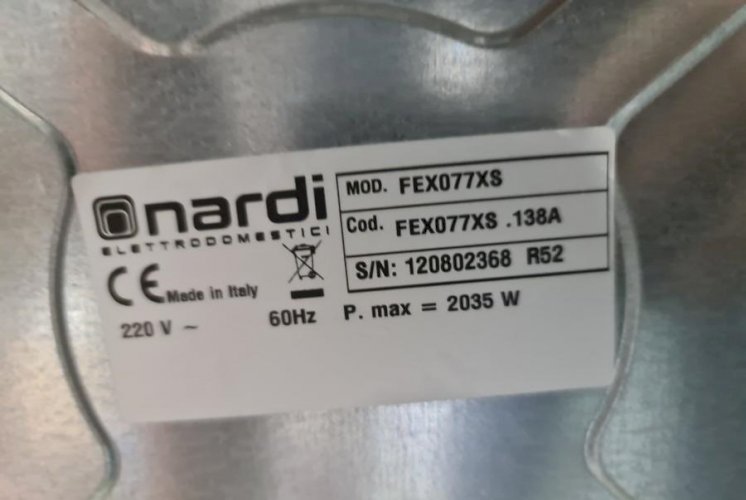 nardi
ELETTRODOMESTICI
MOD. FEX077XS
Cod. FEX077XS .138A
S/N: 120802368 R52
CE Made in Italy
220 V ~ 60Hz P. max = 2035 W